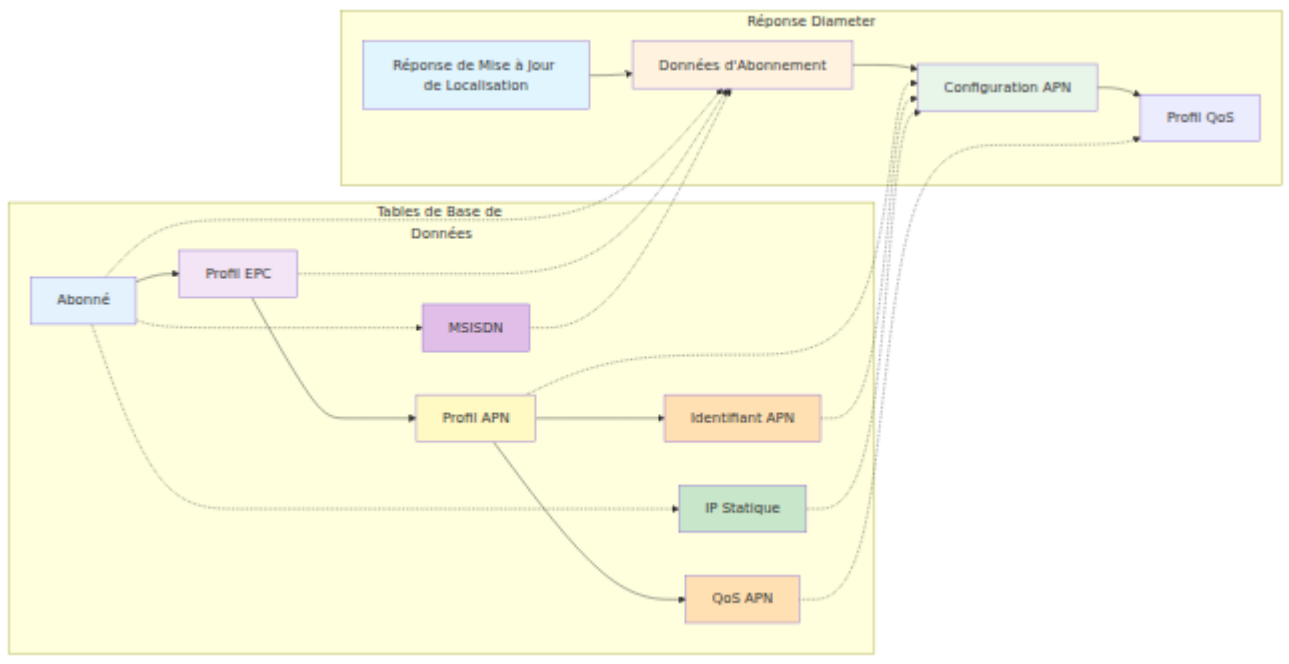 Réponse Diameter
Réponse de Mise à Jour
de Localisation
Données d'Abonnement
Configuration APN
Profil QoS
Tables de Base de
Données
Profil EPC
Abonné
MSISDN
Profil APN
Identifiant APN
IP Statique
QoS APN